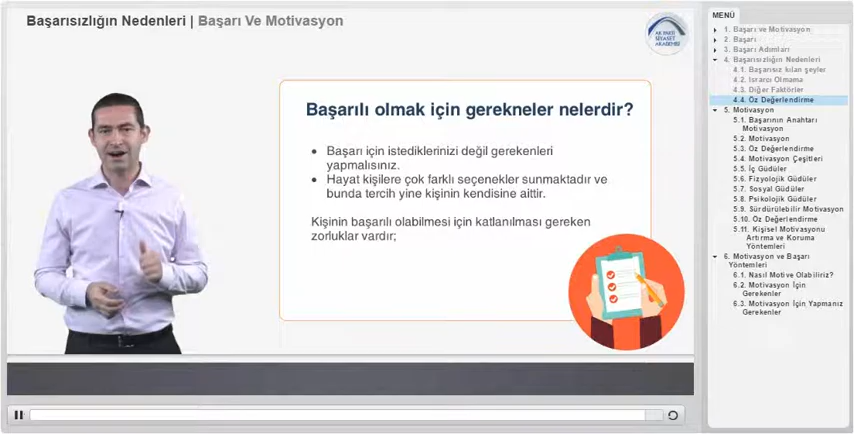 Başarısızlığın Nedenleri | Başarı Ve Motivasyon
AK PARTİ
SİYASET
AKADEMİSİ
Başarılı olmak için gerekneler nelerdir?
• Başarı için istediklerinizi değil gerekenleri
yapmalısınız.
• Hayat kişilere çok farklı seçenekler sunmaktadır ve
bunda tercih yine kişinin kendisine aittir.
Kişinin başarılı olabilmesi için katlanılması gereken
zorluklar vardır;
MENÜ
1. Başarı ve Motivasyon
2. Başarı
3. Başarı Adımları
4. Başarısızlığın Nedenleri
4.1. Başarısız kılan şeyler
4.2. Israrcı Olmama
4.3. Diğer Faktörler
4.4. Öz Değerlendirme
5. Motivasyon
5.1. Başarının Anahtarı
Motivasyon
5.2. Motivasyon
5.3. Öz Değerlendirme
5.4. Motivasyon Çeşitleri
5.5. İç Güdüler
5.6. Fizyolojik Güdüler
5.7. Sosyal Güdüler
5.8. Psikolojik Güdüler
5.9. Sürdürülebilir Motivasyon
5.10. Öz Değerlendirme
5.11. Kişisel Motivasyonu
Artırma ve Koruma
Yöntemleri
6. Motivasyon ve Başarı
Yöntemleri
6.1. Nasıl Motive Olabiliriz?
6.2. Motivasyon İçin
Gerekenler
6.3. Motivasyon İçin Yapmanız
Gerekenler